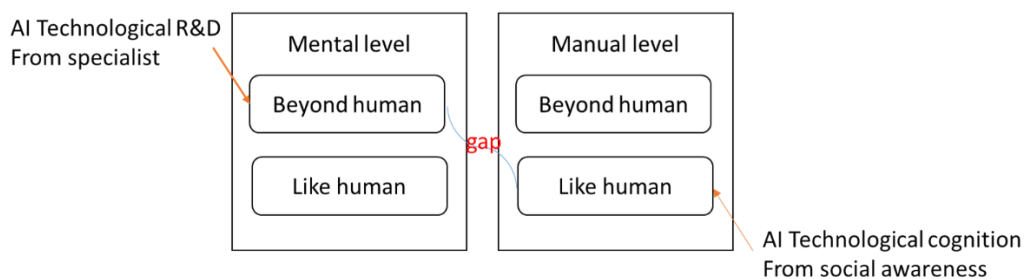 AI Technological R&D
From specialist
Mental level
Beyond human
Like human
gap
Manual level
Beyond human
Like human
AI Technological cognition
From social awareness